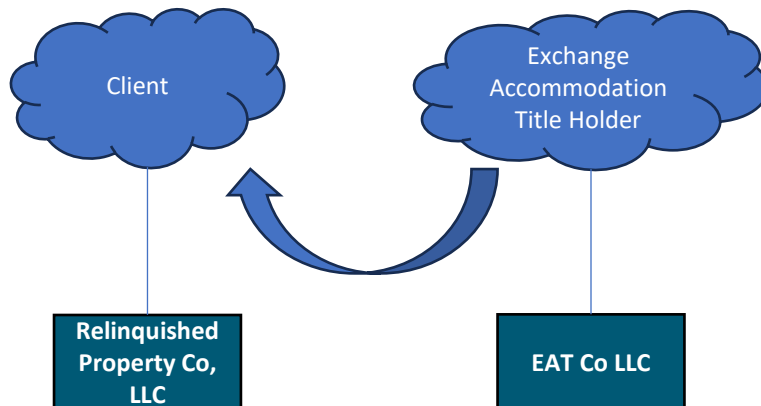 Client
Exchange
Accommodation
Title Holder
Relinquished
Property Co,
LLC
EAT Co LLC